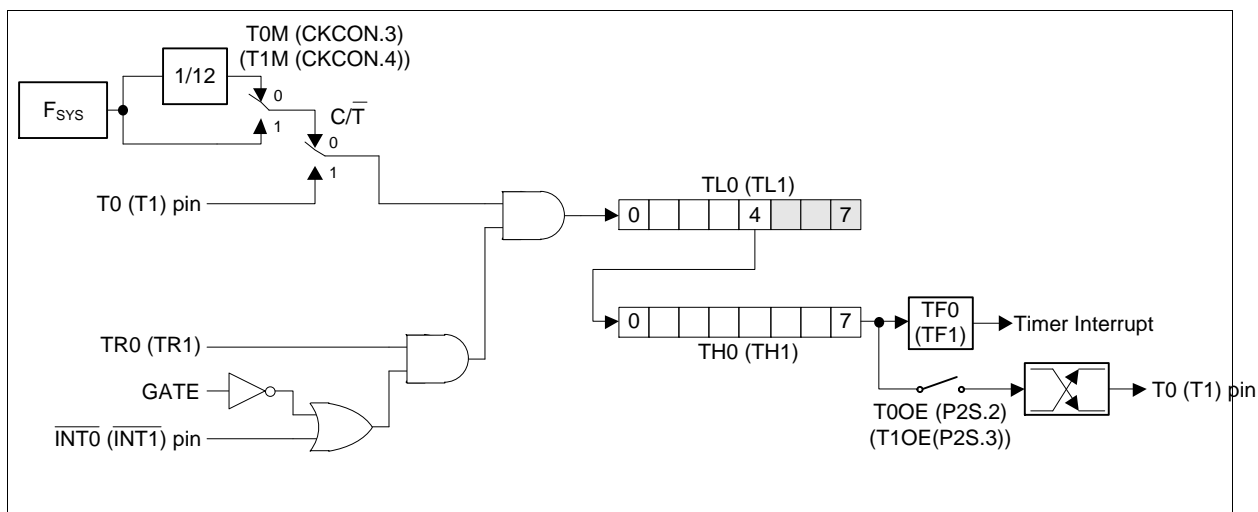 T0M (CKCON.3)
(T1M (CKCON.4))
1/12
FSYS
0
1
C/T̅
0
1
T0 (T1) pin
TL0 (TL1)
0 4 7
0 7
TH0 (TH1)
TF0
(TF1)
Timer Interrupt
TR0 (TR1)
GATE
I̅N̅T̅0̅ (I̅N̅T̅1̅) pin
T0OE (P2S.2)
(T1OE(P2S.3))
T0 (T1) pin